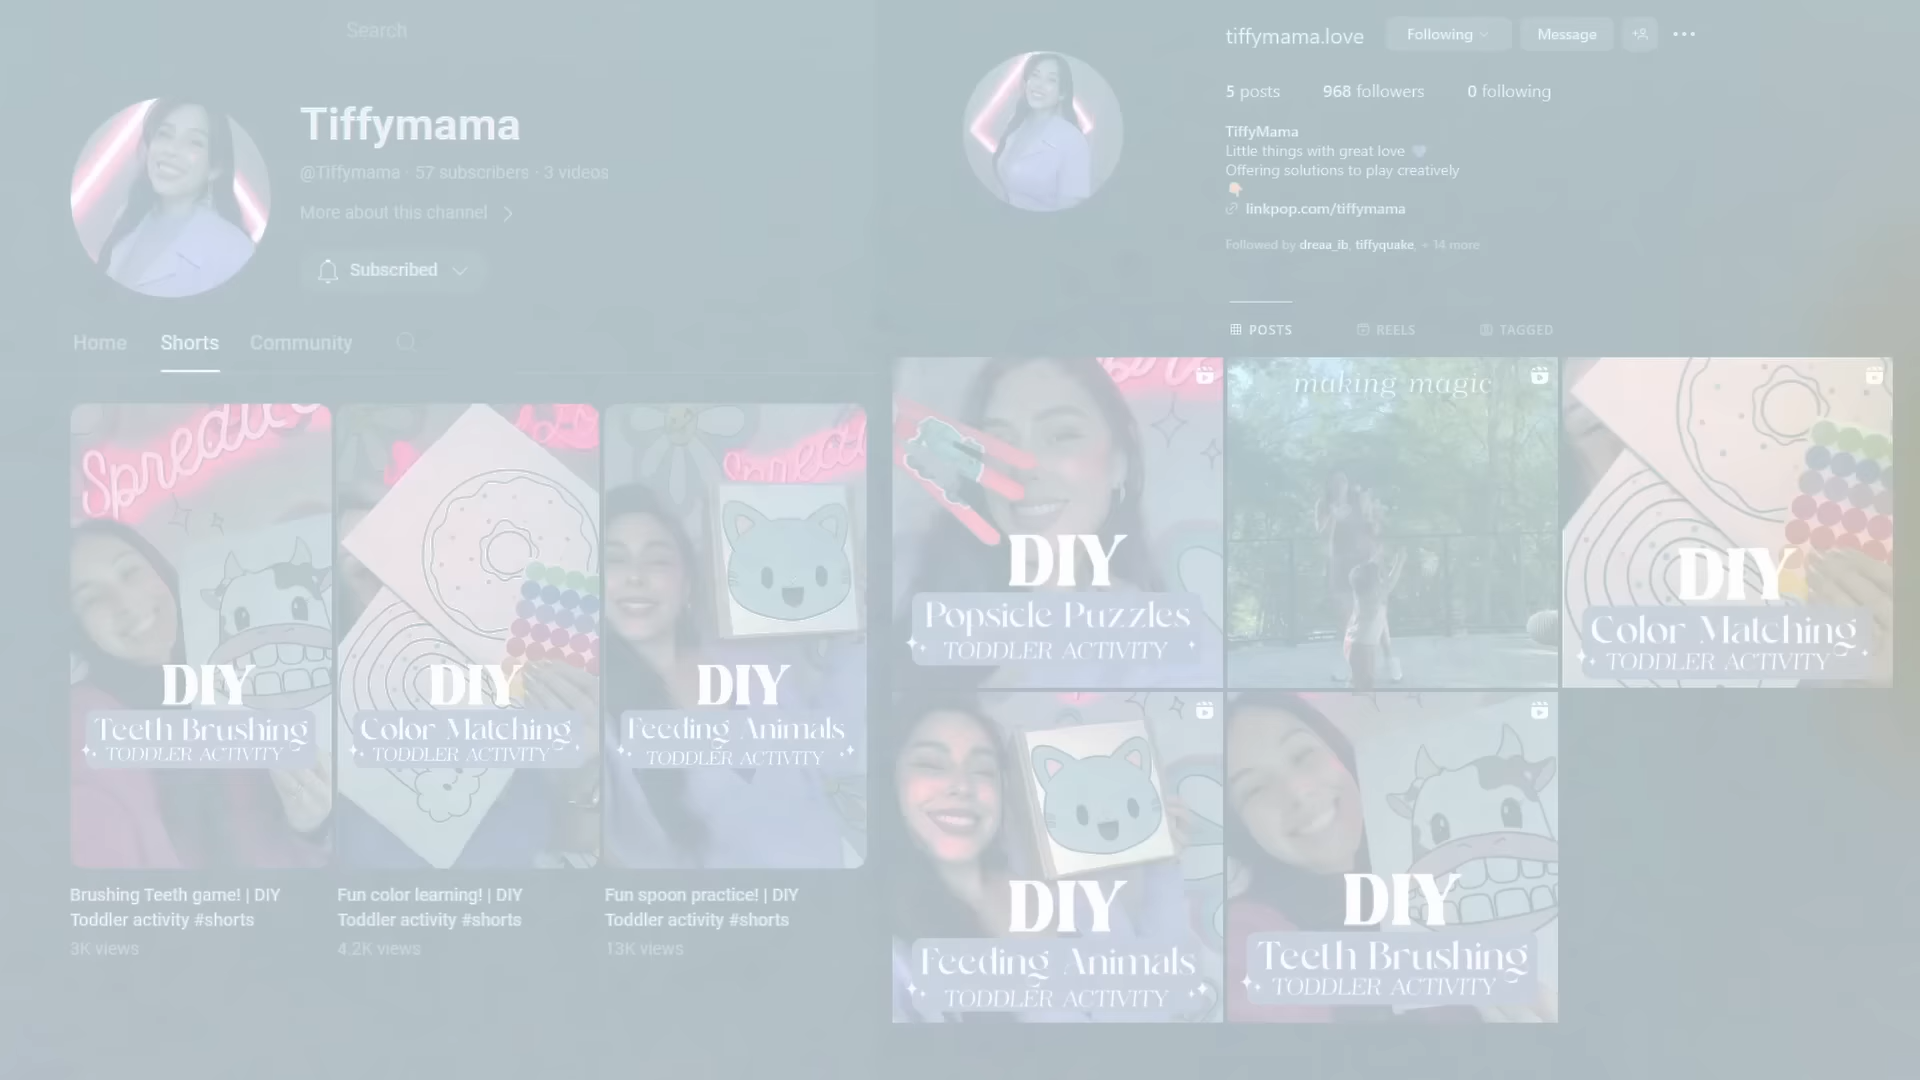 Search
Tiffymama
@Tiffymama · 57 subscribers · 3 videos
More about this channel
Subscribed
Home
Shorts
Community
Spread
DIY
Teeth Brushing
TODDLER ACTIVITY
Brushing Teeth game! | DIY
Toddler activity #shorts
3K views
DIY
Color Matching
TODDLER ACTIVITY
Fun color learning! | DIY
Toddler activity #shorts
4.2K views
Spread
DIY
Feeding Animals
TODDLER ACTIVITY
Fun spoon practice! | DIY
Toddler activity #shorts
13K views
tiffymama.love
Following
Message
5 posts
968 followers
0 following
TiffyMama
Little things with great love
Offering solutions to play creatively
linkpop.com/tiffymama
Followed by dreaa_ib, tiffyquake, + 14 more
POSTS
REELS
TAGGED
DIY
Popsicle Puzzles
TODDLER ACTIVITY
making magic
DIY
Color Matching
TODDLER ACTIVITY
DIY
Feeding Animals
TODDLER ACTIVITY
DIY
Teeth Brushing
TODDLER ACTIVITY